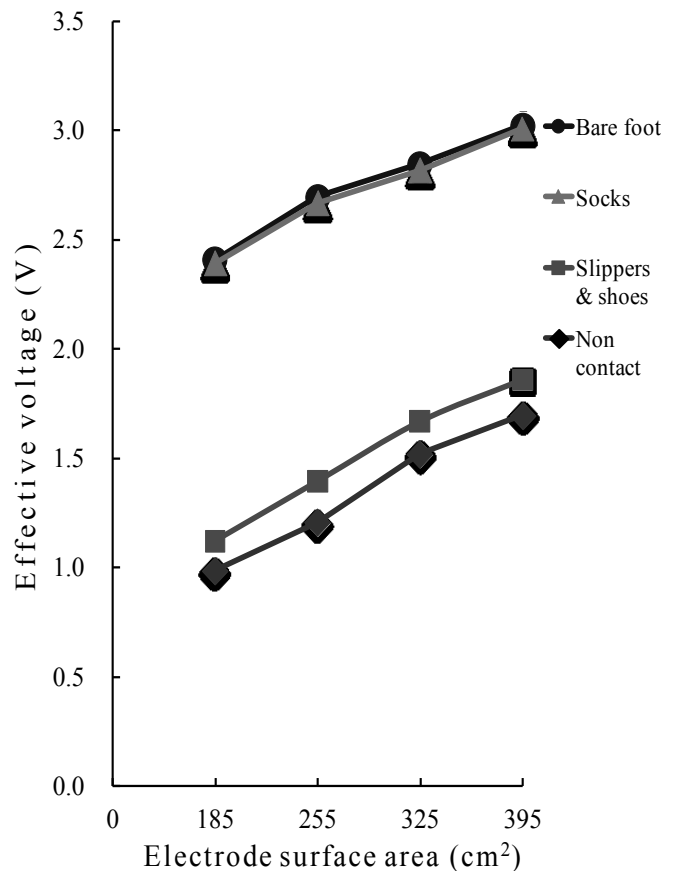 3.5
3.0
2.5
2.0
1.5
1.0
0.5
0.0
Effective voltage (V)
0 185 255 325 395
Electrode surface area (cm²)
Bare foot
Socks
Slippers
& shoes
Non
contact